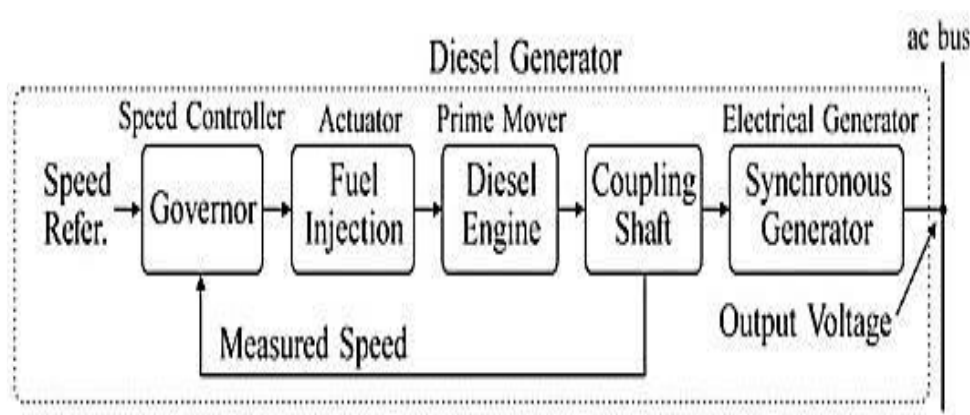 ac bus
Diesel Generator
Speed Controller
Actuator
Prime Mover
Electrical Generator
Speed
Refer.
Governor
Fuel
Injection
Diesel
Engine
Coupling
Shaft
Synchronous
Generator
Output Voltage
Measured Speed